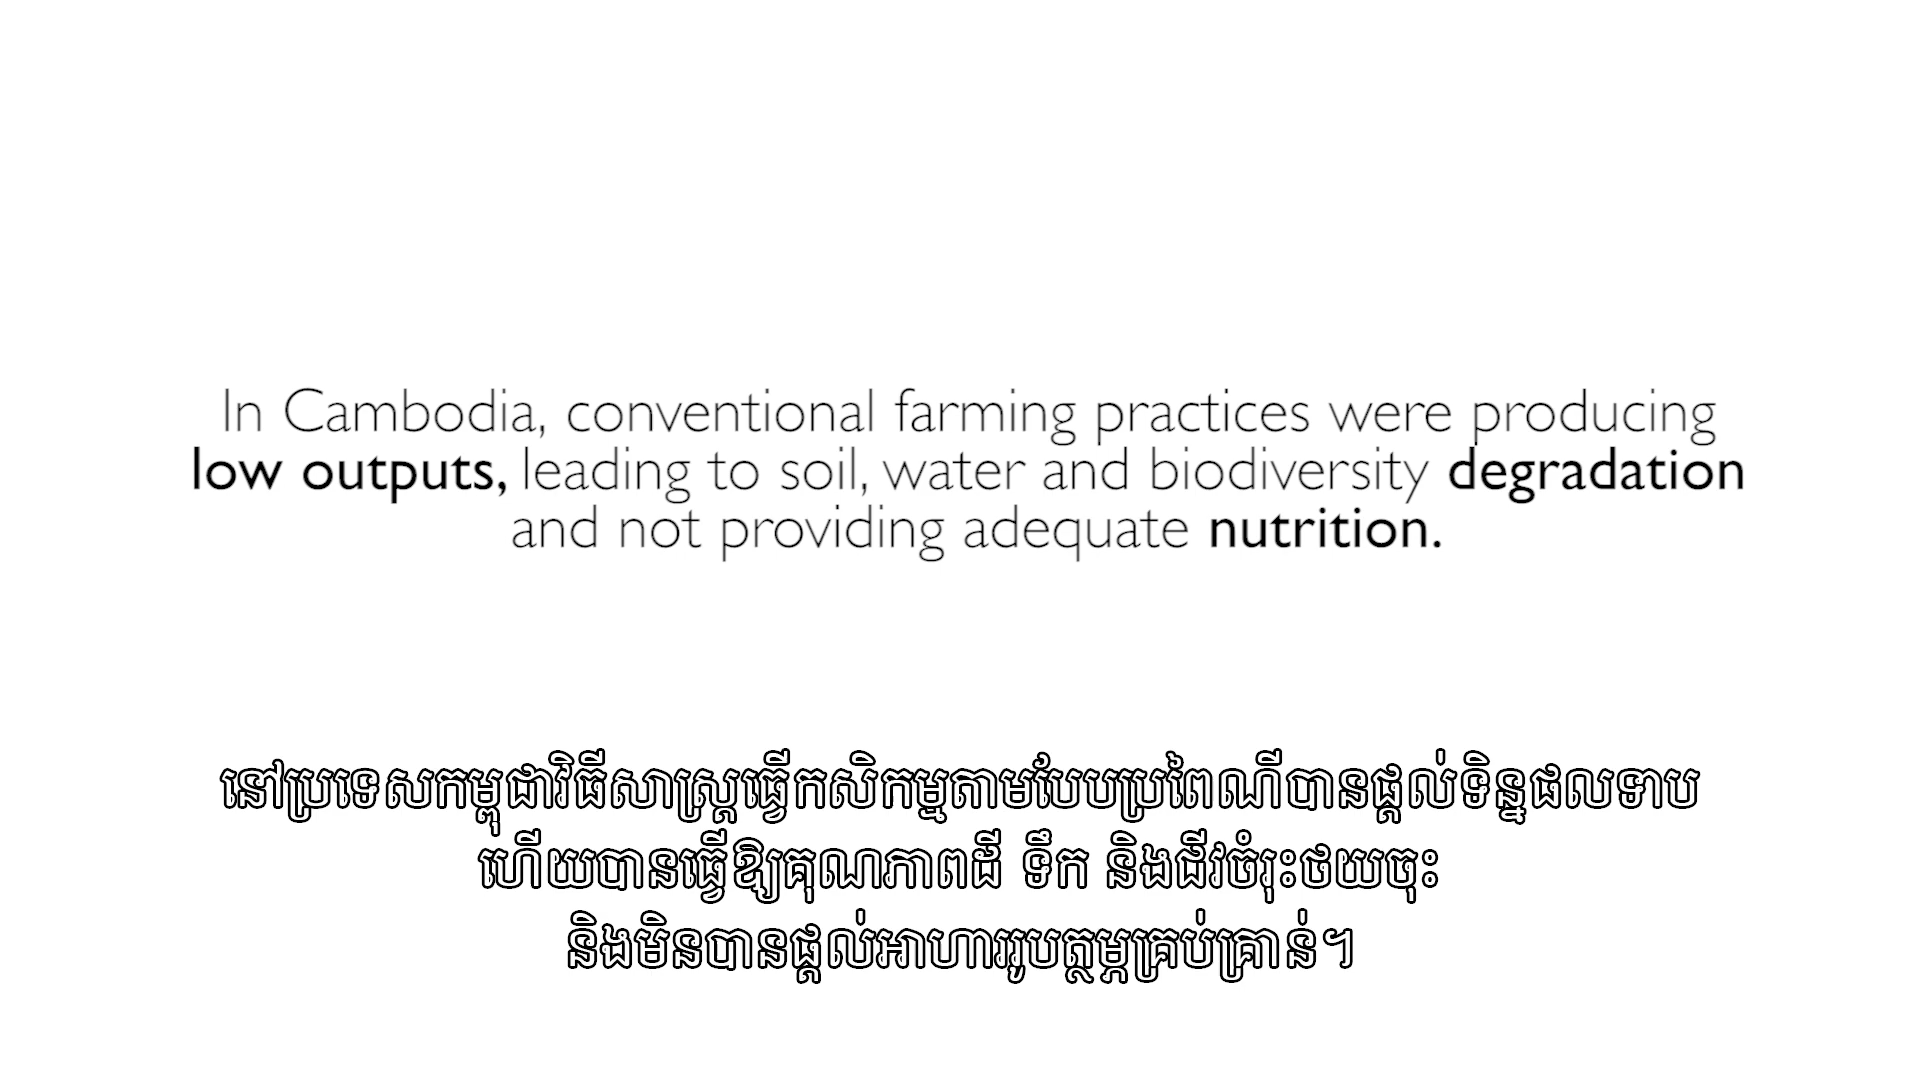 In Cambodia, conventional farming practices were producing
low outputs, leading to soil, water and biodiversity degradation
and not providing adequate nutrition.
នៅប្រទេសកម្ពុជាវិធីសាស្ត្រធ្វើកសិកម្មតាមបែបប្រពៃណីបានផ្តល់ទិន្នផលទាប
ហើយបានធ្វើឱ្យគុណភាពដី ទឹក និងជីវចំរុះថយចុះ
និងមិនបានផ្តល់អាហាររូបត្ថម្ភគ្រប់គ្រាន់។